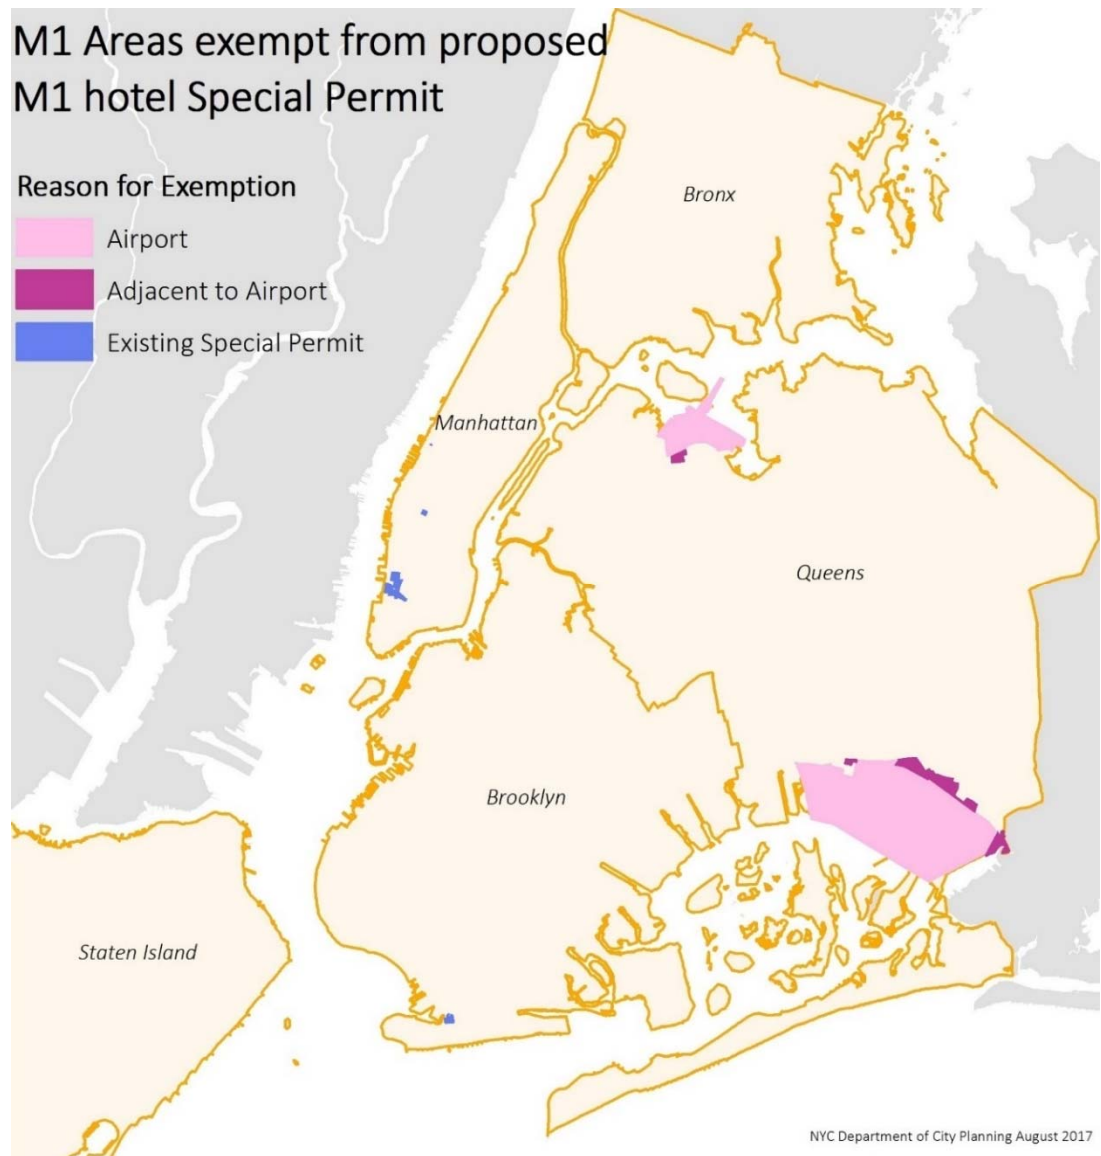 M1 Areas exempt from proposed
M1 hotel Special Permit
Reason for Exemption
Airport
Adjacent to Airport
Existing Special Permit
Bronx
Manhattan
Queens
Brooklyn
Staten Island
NYC Department of City Planning August 2017